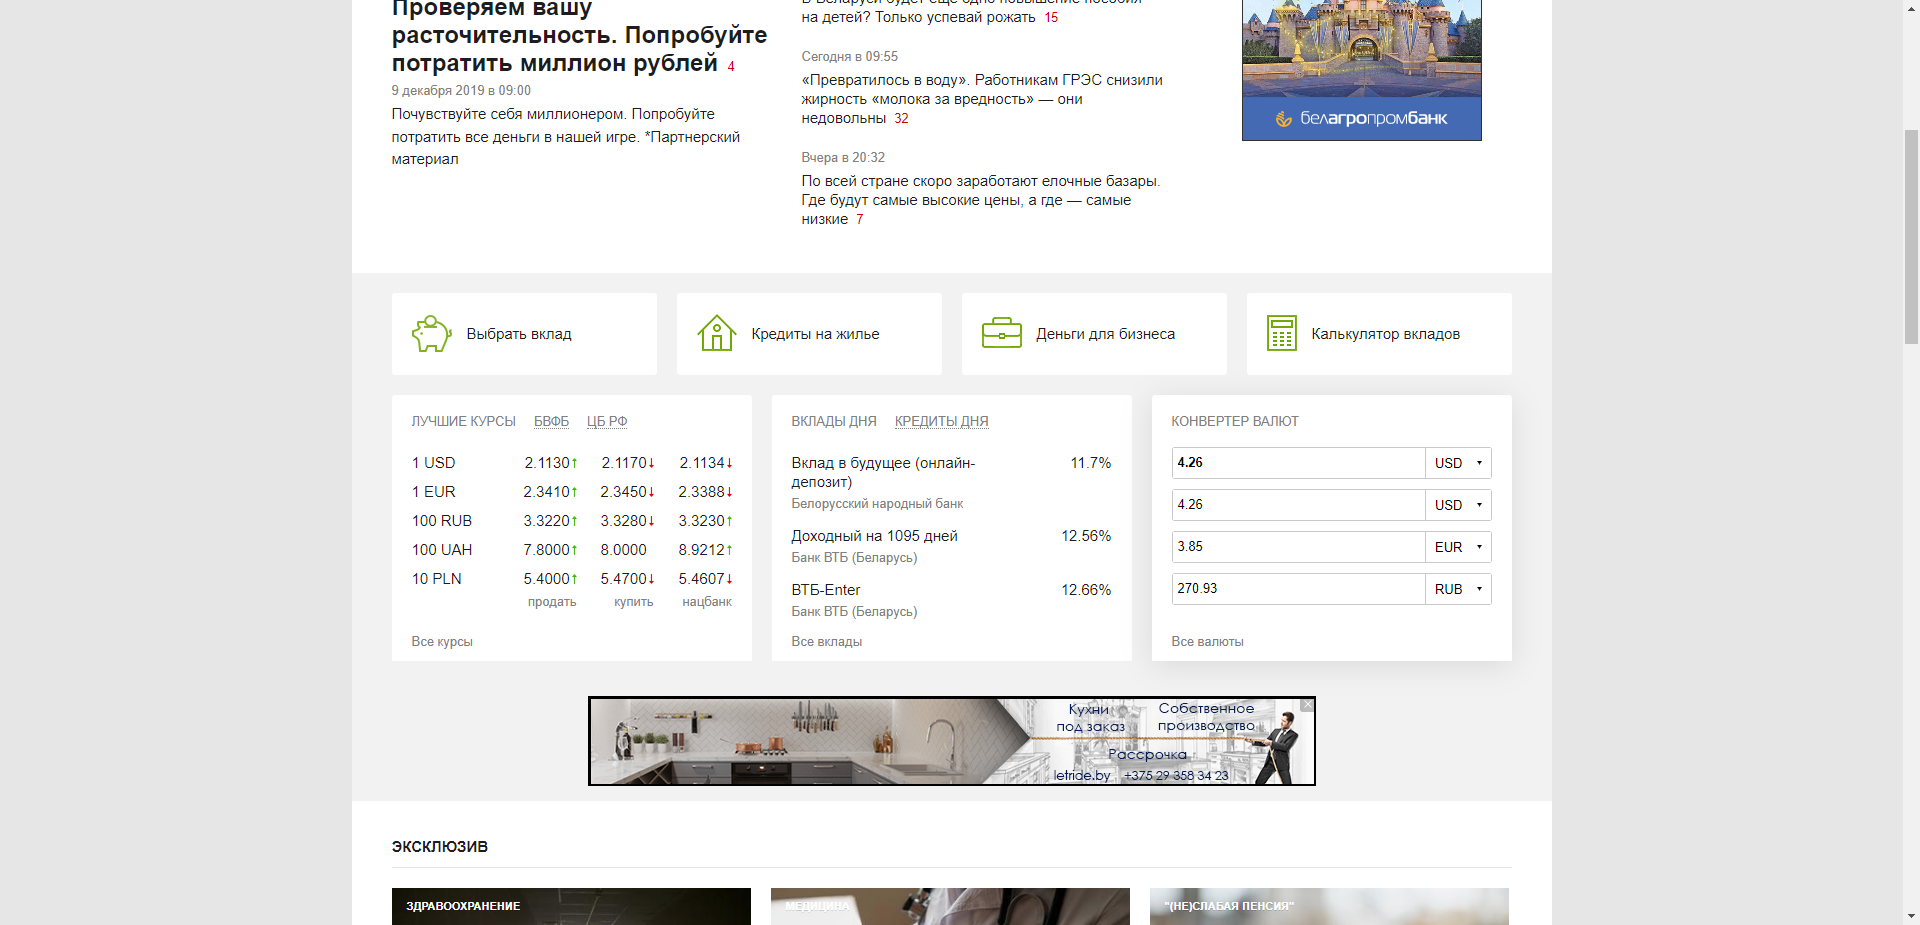 Проверяем вашу
расточительность. Попробуйте
потратить миллион рублей 4
9 декабря 2019 в 09:00
Почувствуйте себя миллионером. Попробуйте
потратить все деньги в нашей игре. *Партнерский
материал
В Беларуси будет еще одно повышение пособия
на детей? Только успевай рожать 15
Сегодня в 09:55
«Превратилось в воду». Работникам ГРЭС снизили
жирность «молока за вредность» — они
недовольны 32
Вчера в 20:32
По всей стране скоро заработают елочные базары.
Где будут самые высокие цены, а где — самые
низкие 7
белагропромбанк
Выбрать вклад
Кредиты на жилье
Деньги для бизнеса
Калькулятор вкладов
ЛУЧШИЕ КУРСЫ БВФБ ЦБ РФ
1 USD 2.1130↑ 2.1170↓ 2.1134↓
1 EUR 2.3410↑ 2.3450↓ 2.3388↓
100 RUB 3.3220↑ 3.3280↓ 3.3230↑
100 UAH 7.8000↑ 8.0000 8.9212↑
10 PLN 5.4000↑ 5.4700↓ 5.4607↓
продать купить нацбанк
Все курсы
ВКЛАДЫ ДНЯ КРЕДИТЫ ДНЯ
Вклад в будущее (онлайн- 11.7%
депозит)
Белорусский народный банк
Доходный на 1095 дней 12.56%
Банк ВТБ (Беларусь)
ВТБ-Enter 12.66%
Банк ВТБ (Беларусь)
Все вклады
КОНВЕРТЕР ВАЛЮТ
4.26 USD
4.26 USD
3.85 EUR
270.93 RUB
Все валюты
Кухни
под заказ
Собственное
производство
Рассрочка
letride.by +375 29 358 34 23
ЭКСКЛЮЗИВ
ЗДРАВООХРАНЕНИЕ
МЕДИЦИНА
"(НЕ)СЛАБАЯ ПЕНСИЯ"